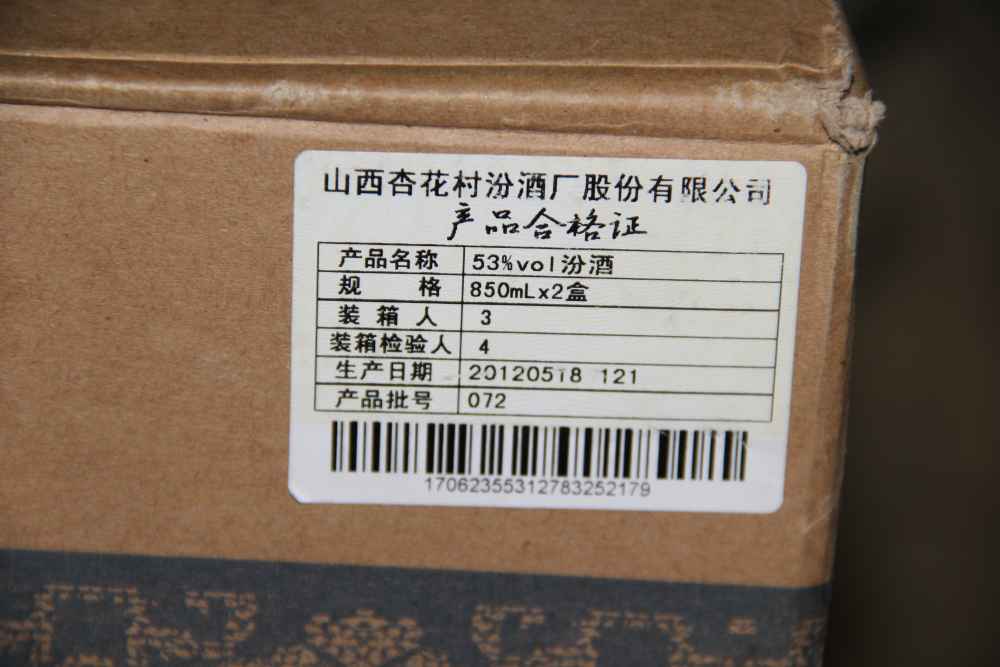 山西杏花村汾酒厂股份有限公司
产品合格证
产品名称 53%vol汾酒
规 格 850mLx2盒
装 箱 人 3
装箱检验人 4
生产日期 20120518 121
产品批号 072
17062355312783252179